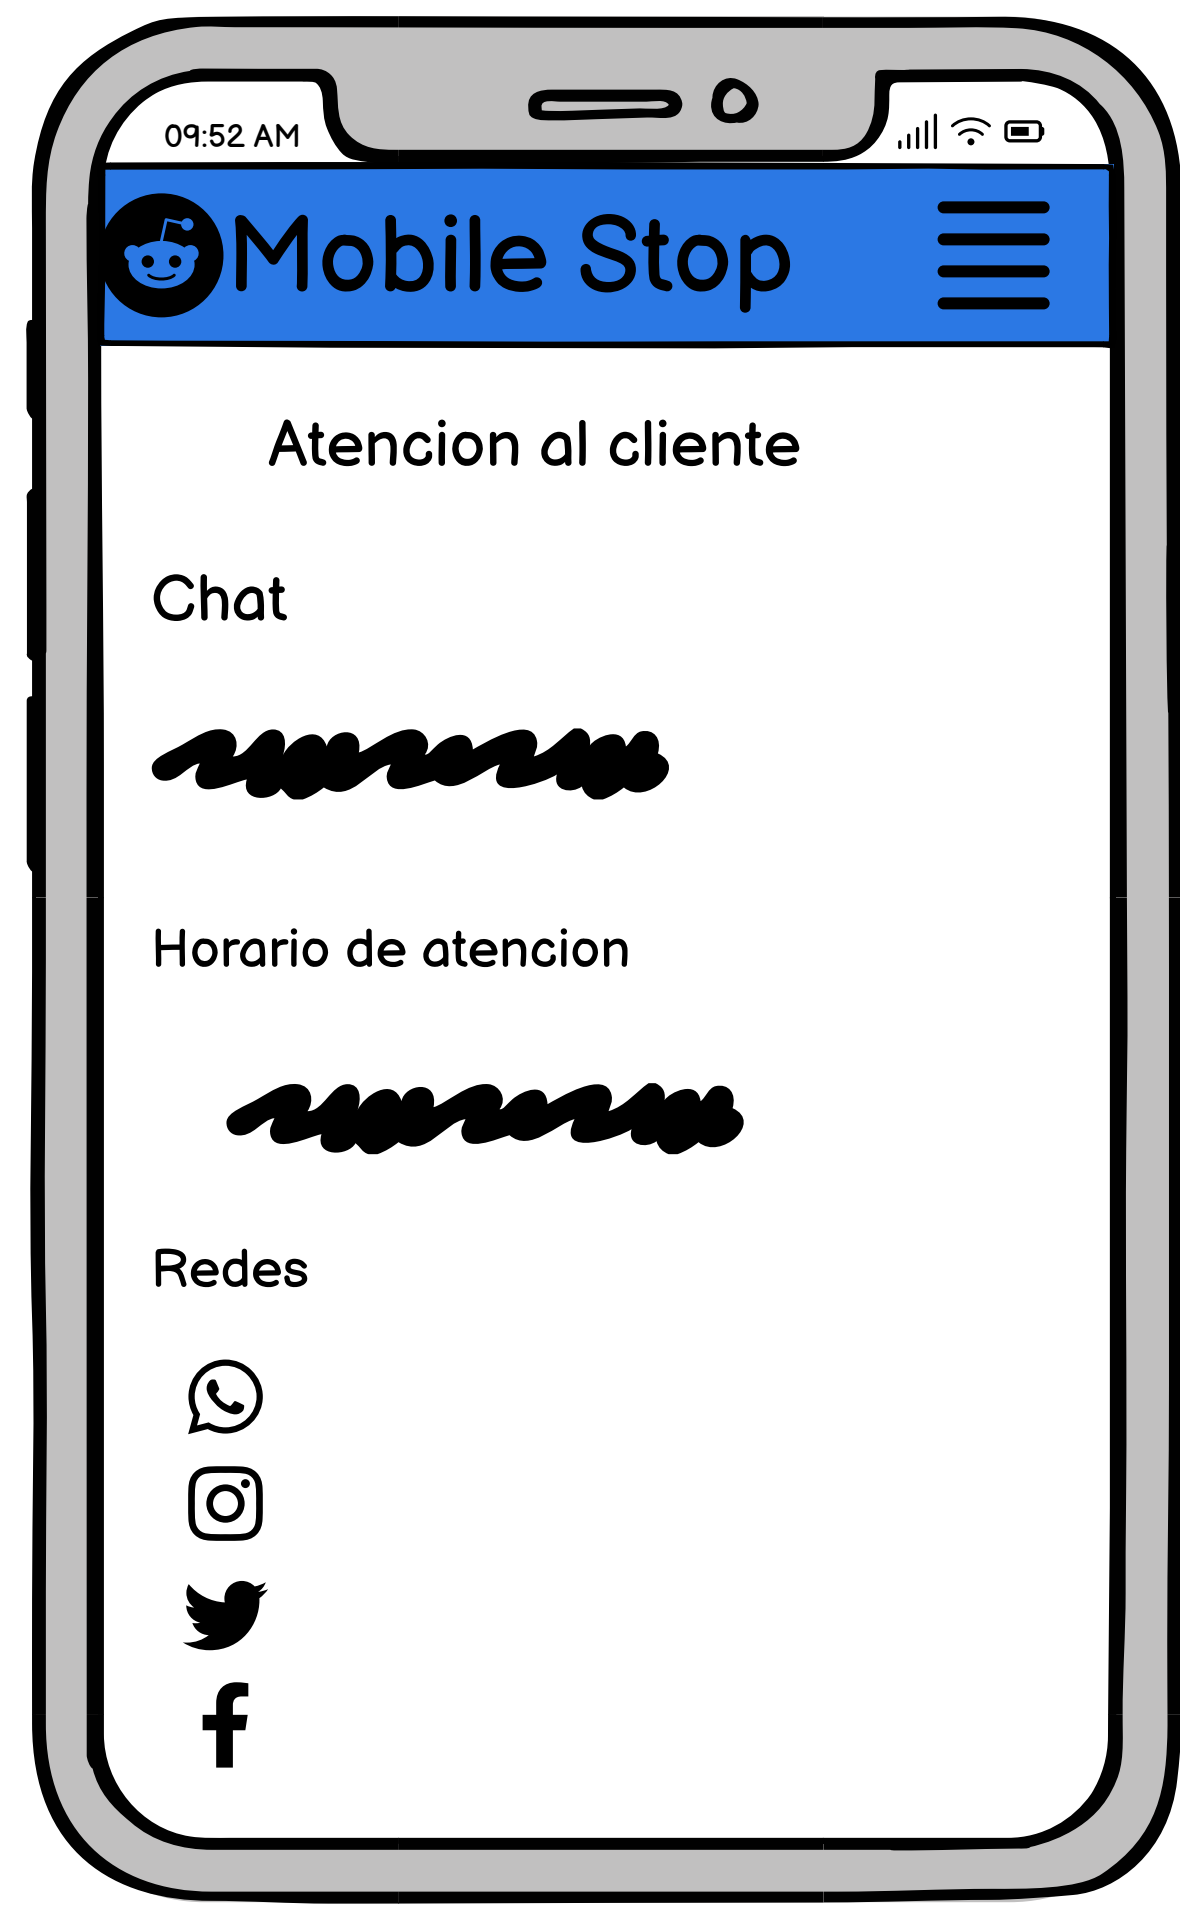 09:52 AM
Mobile Stop
Atencion al cliente
Chat
Horario de atencion
Redes